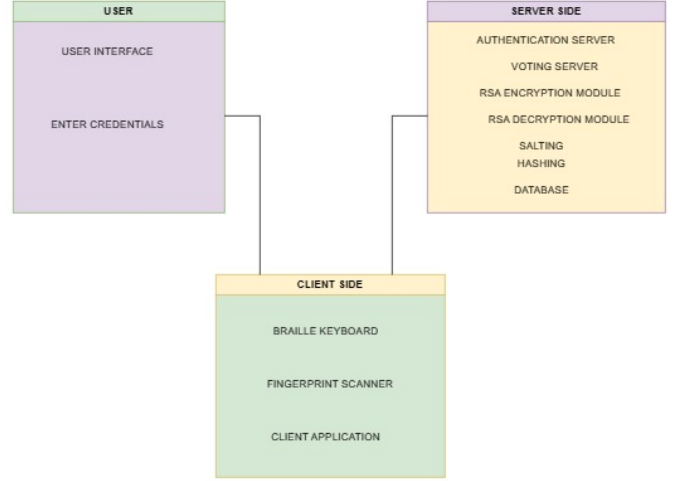 USER
USER INTERFACE
ENTER CREDENTIALS
SERVER SIDE
AUTHENTICATION SERVER
VOTING SERVER
RSA ENCRYPTION MODULE
RSA DECRYPTION MODULE
SALTING
HASHING
DATABASE
CLIENT SIDE
BRAILLE KEYBOARD
FINGERPRINT SCANNER
CLIENT APPLICATION